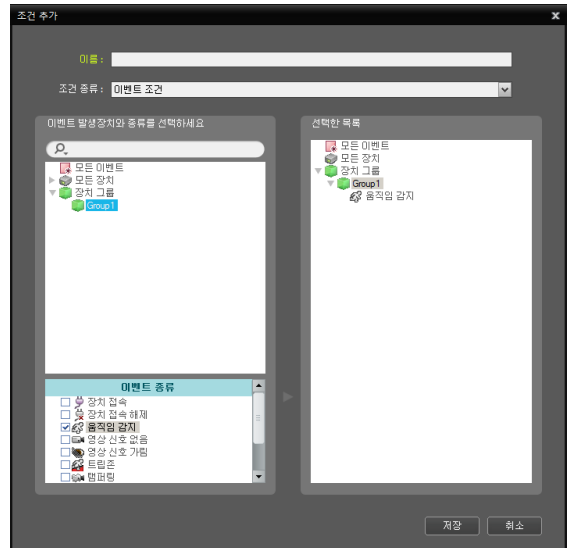 조건 추가
이름 :
조건 종류 : 이벤트 조건
이벤트 발생장치와 종류를 선택하세요
모든 이벤트
모든 장치
장치 그룹
Group1
이벤트 종류
장치 접속
장치 접속 해제
움직임 감지
영상 신호 없음
영상 신호 가림
트립존
탬퍼링
선택한 목록
모든 이벤트
모든 장치
장치 그룹
Group1
움직임 감지
저장
취소